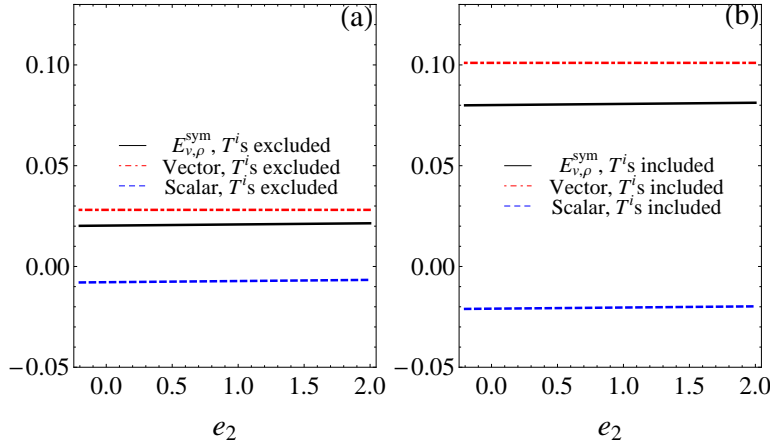 (a)
0.10
0.05
0.00
−0.05
E_{ν,ρ}^{sym}, T^i's excluded
Vector, T^i's excluded
Scalar, T^i's excluded
0.0 0.5 1.0 1.5 2.0
e_2
(b)
0.10
0.05
0.00
−0.05
E_{ν,ρ}^{sym}, T^i's included
Vector, T^i's included
Scalar, T^i's included
0.0 0.5 1.0 1.5 2.0
e_2